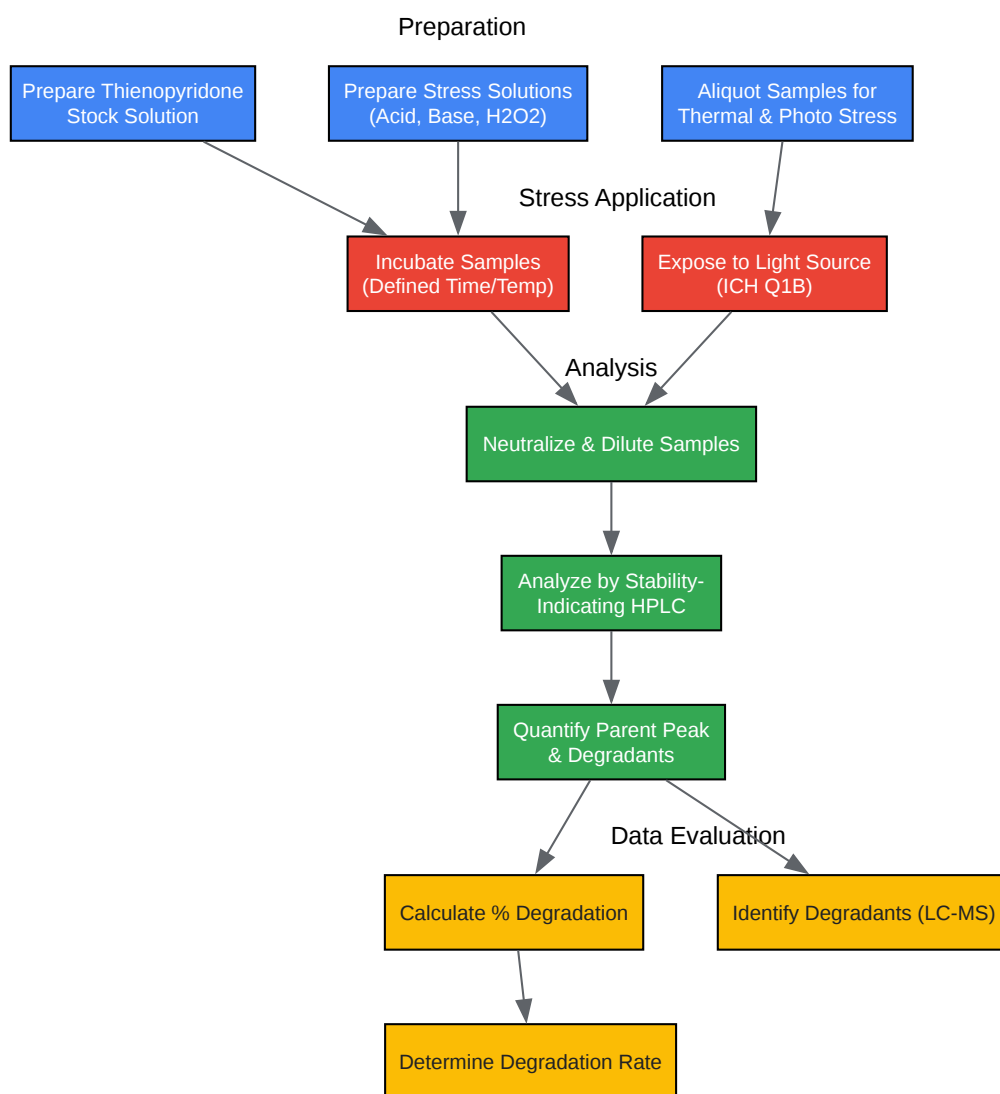 Preparation
Prepare Thienopyridone
Stock Solution
Prepare Stress Solutions
(Acid, Base, H2O2)
Aliquot Samples for
Thermal & Photo Stress
Stress Application
Incubate Samples
(Defined Time/Temp)
Expose to Light Source
(ICH Q1B)
Analysis
Neutralize & Dilute Samples
Analyze by Stability-
Indicating HPLC
Quantify Parent Peak
& Degradants
Data Evaluation
Calculate % Degradation
Identify Degradants (LC-MS)
Determine Degradation Rate